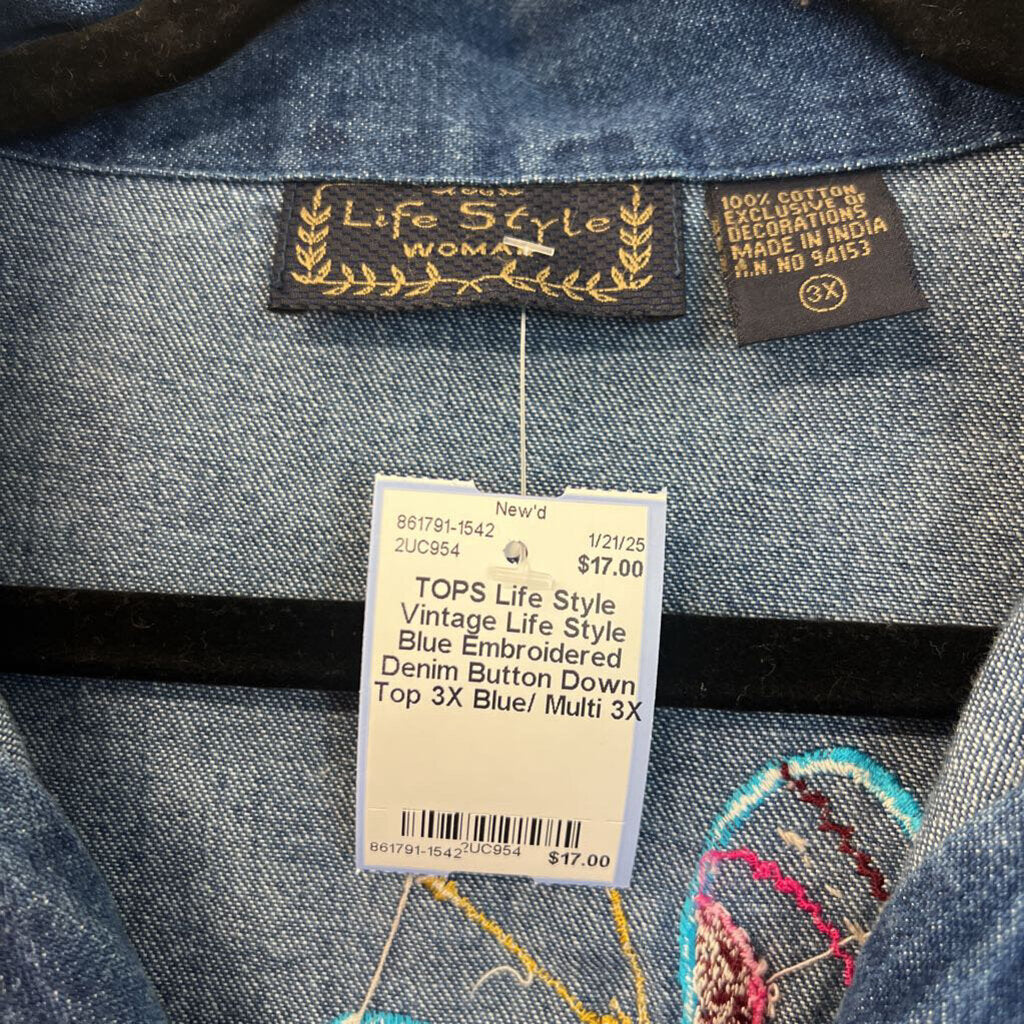 Life Style
WOMAN
100% COTTON
EXCLUSIVE OF
DECORATIONS
MADE IN INDIA
R.N. NO 94153
3X
New'd
861791-1542
1/21/25
2UC954
$17.00
TOPS Life Style
Vintage Life Style
Blue Embroidered
Denim Button Down
Top 3X Blue/ Multi 3X
861791-1542
2UC954
$17.00